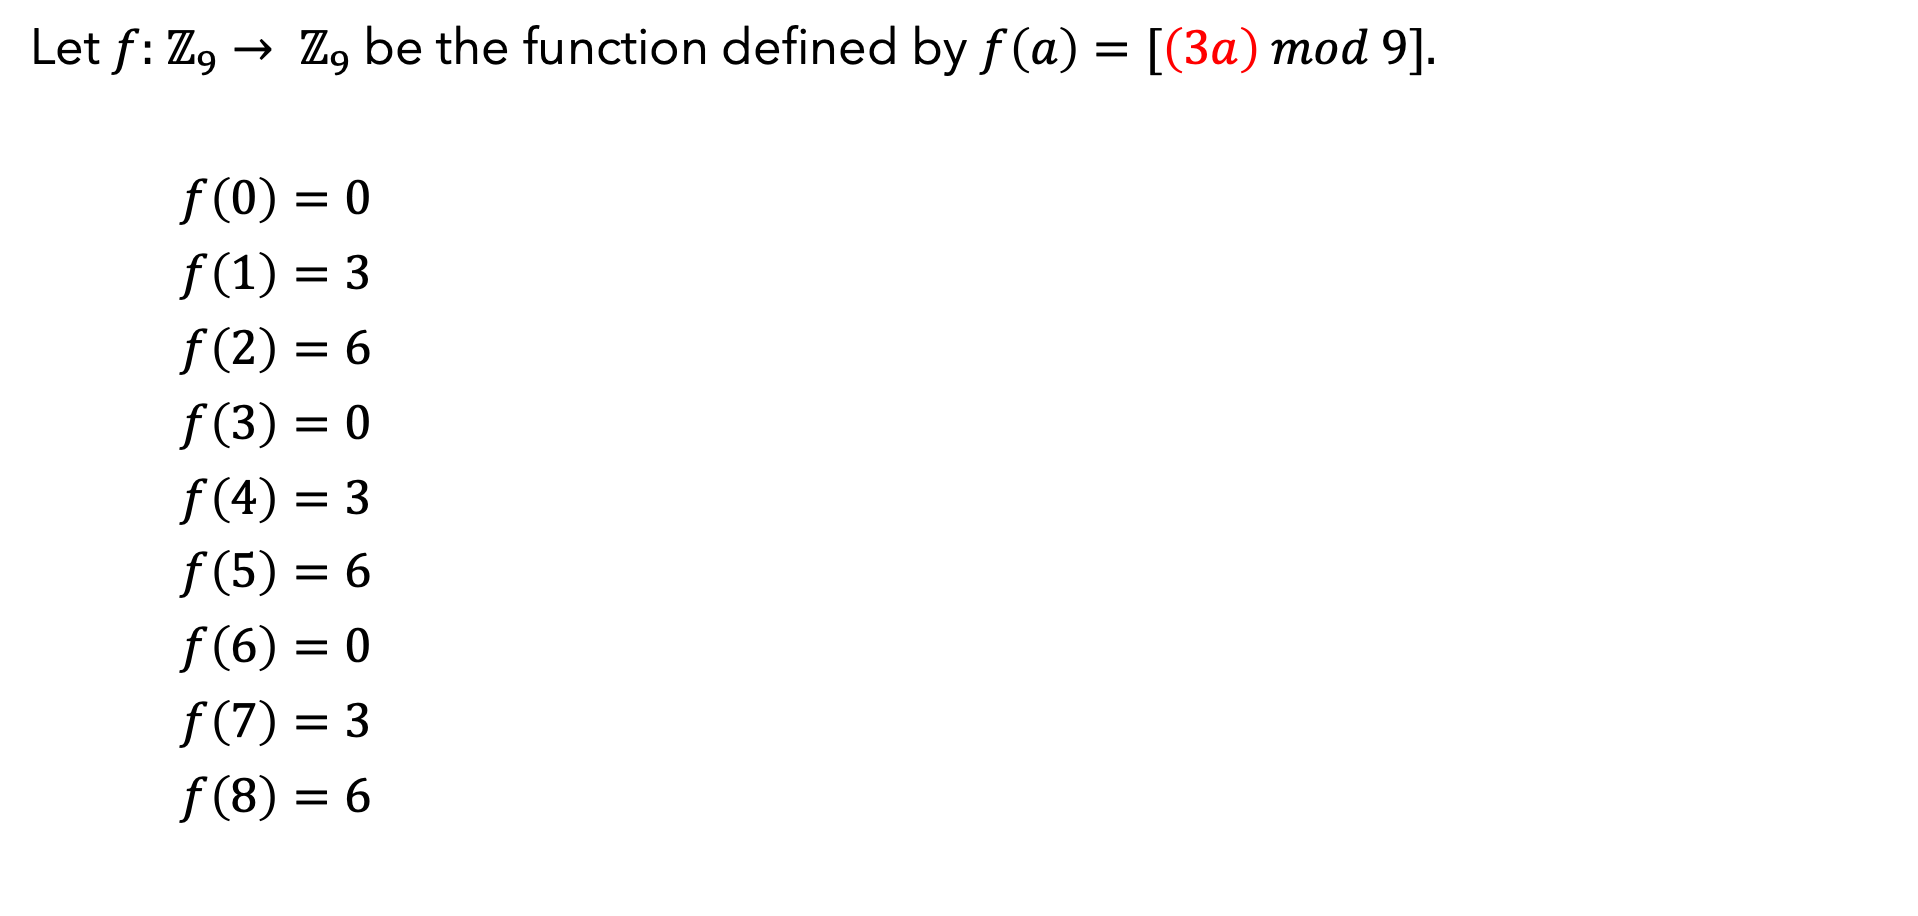 Let f: ℤ₉ → ℤ₉ be the function defined by f(a) = [(3a) mod 9].
f(0) = 0
f(1) = 3
f(2) = 6
f(3) = 0
f(4) = 3
f(5) = 6
f(6) = 0
f(7) = 3
f(8) = 6